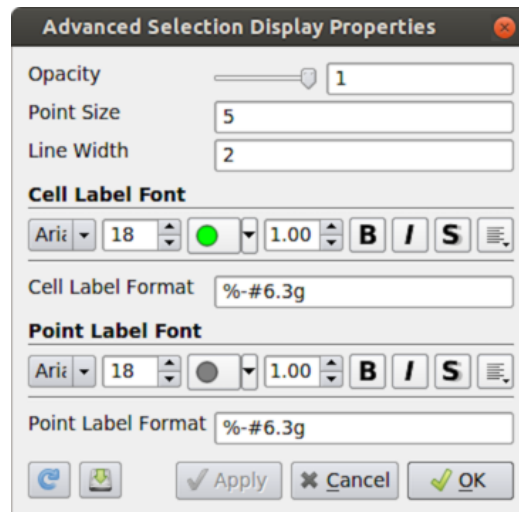 Advanced Selection Display Properties
Opacity 1
Point Size 5
Line Width 2
Cell Label Font
Aria 18 1.00 B I S
Cell Label Format %-#6.3g
Point Label Font
Aria 18 1.00 B I S
Point Label Format %-#6.3g
Apply Cancel OK